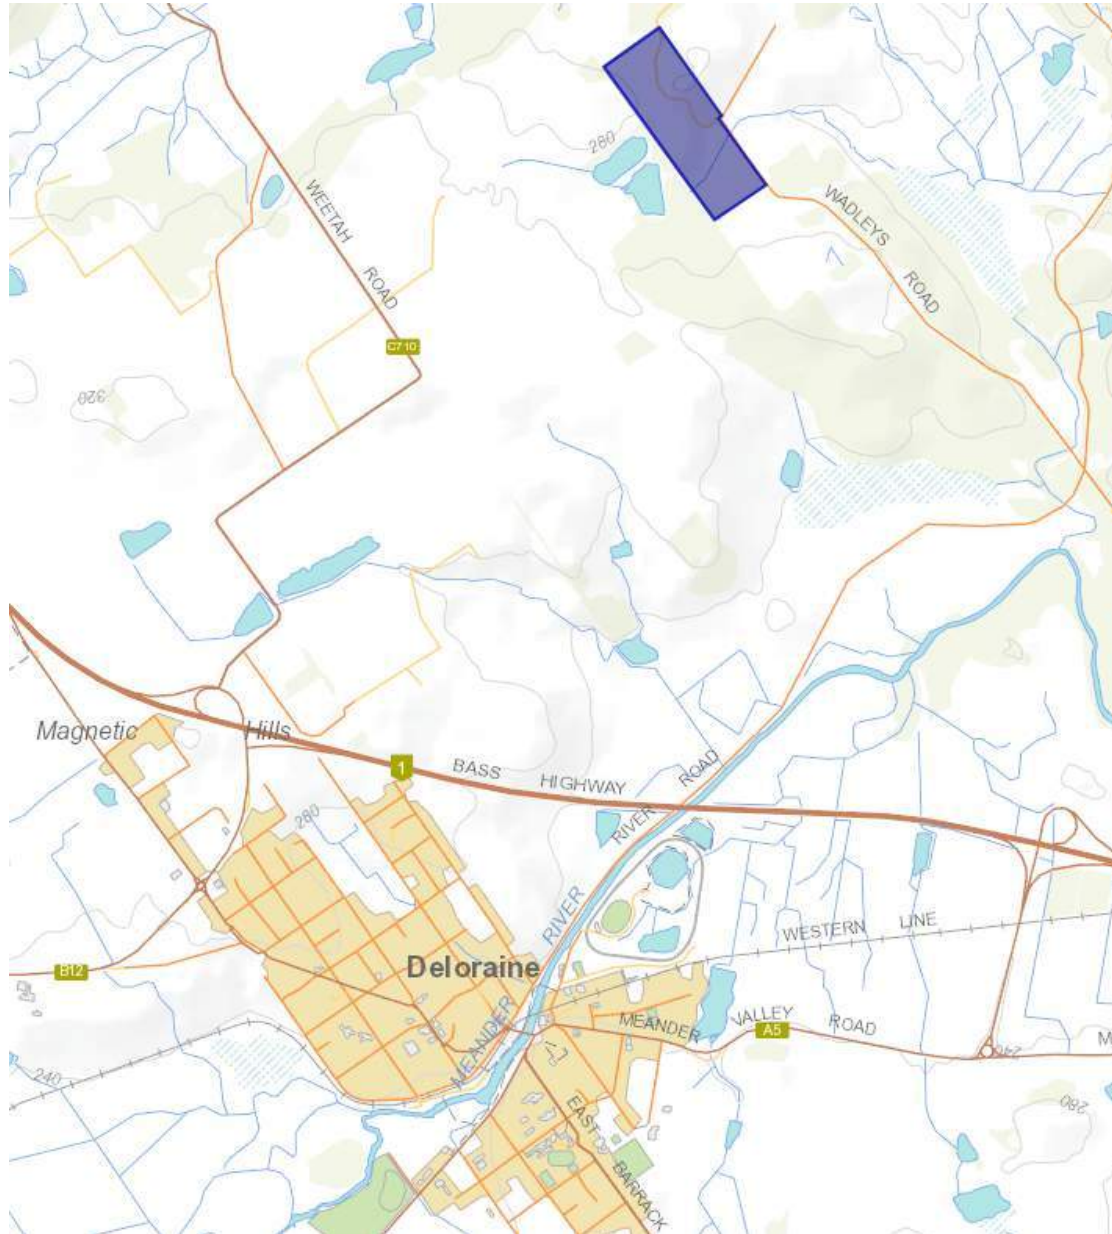 280
WEETAH
ROAD
WADLEYS
ROAD
C710
320
Magnetic Hills
1
BASS HIGHWAY
RIVER ROAD
280
RIVER
WESTERN LINE
Deloraine
B12
MEANDER
MEANDER VALLEY ROAD
A5
M
240
240
280
EAST
BARRACK